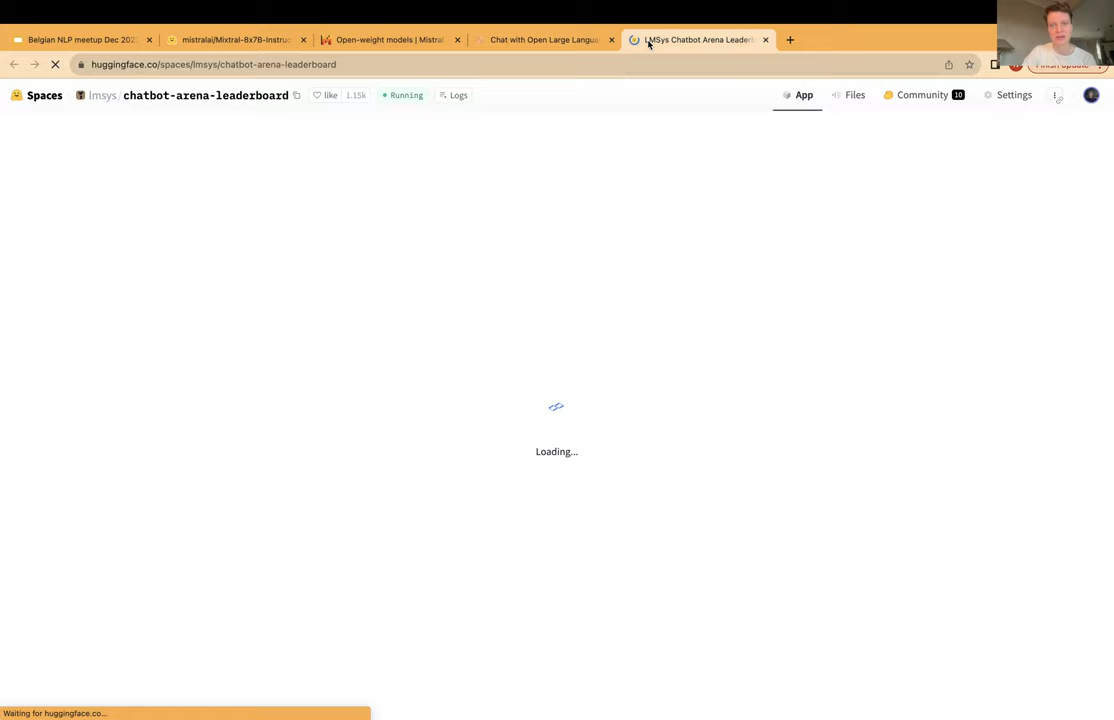 Belgian NLP meetup Dec 202
mistralai/Mixtral-8x7B-Instruc
Open-weight models | Mistral
Chat with Open Large Langua
LMSys Chatbot Arena Leader
huggingface.co/spaces/lmsys/chatbot-arena-leaderboard
Finish update
Spaces
lmsys/chatbot-arena-leaderboard
like 1.15k
Running
Logs
App
Files
Community 10
Settings
Loading...
Waiting for huggingface.co...